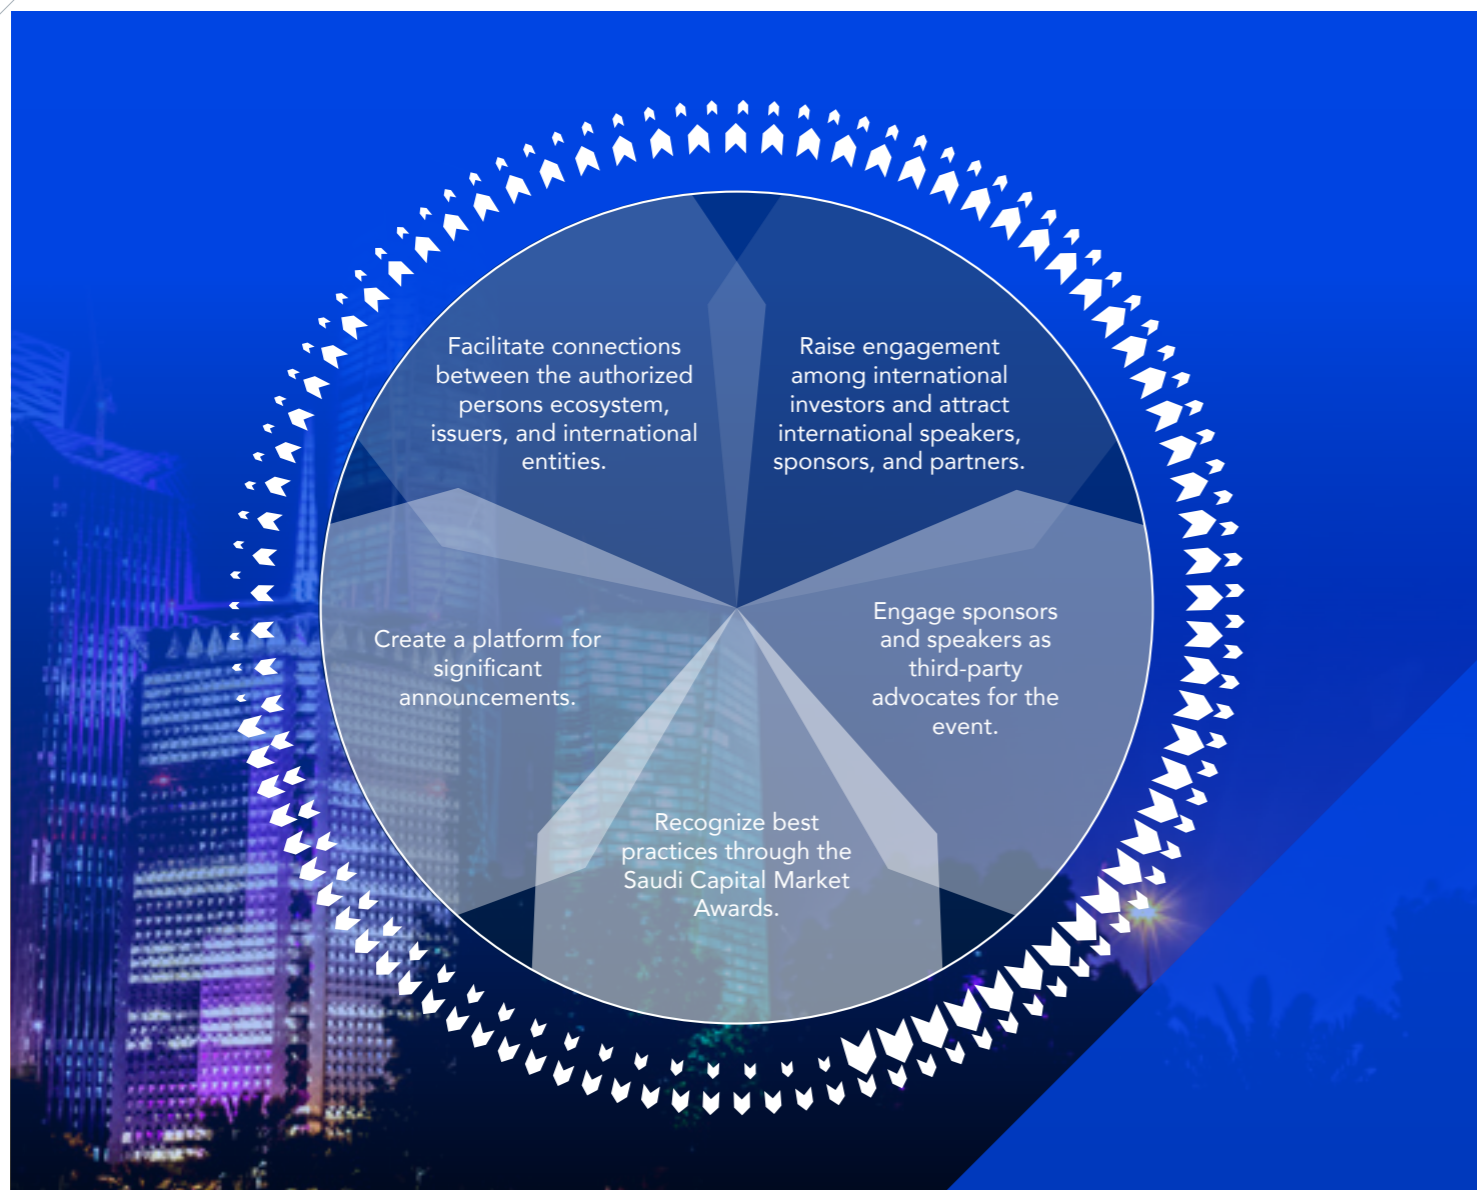 Facilitate connections
between the authorized
persons ecosystem,
issuers, and international
entities.
Raise engagement
among international
investors and attract
international speakers,
sponsors, and partners.
Create a platform for
significant
announcements.
Engage sponsors
and speakers as
third-party
advocates for the
event.
Recognize best
practices through the
Saudi Capital Market
Awards.